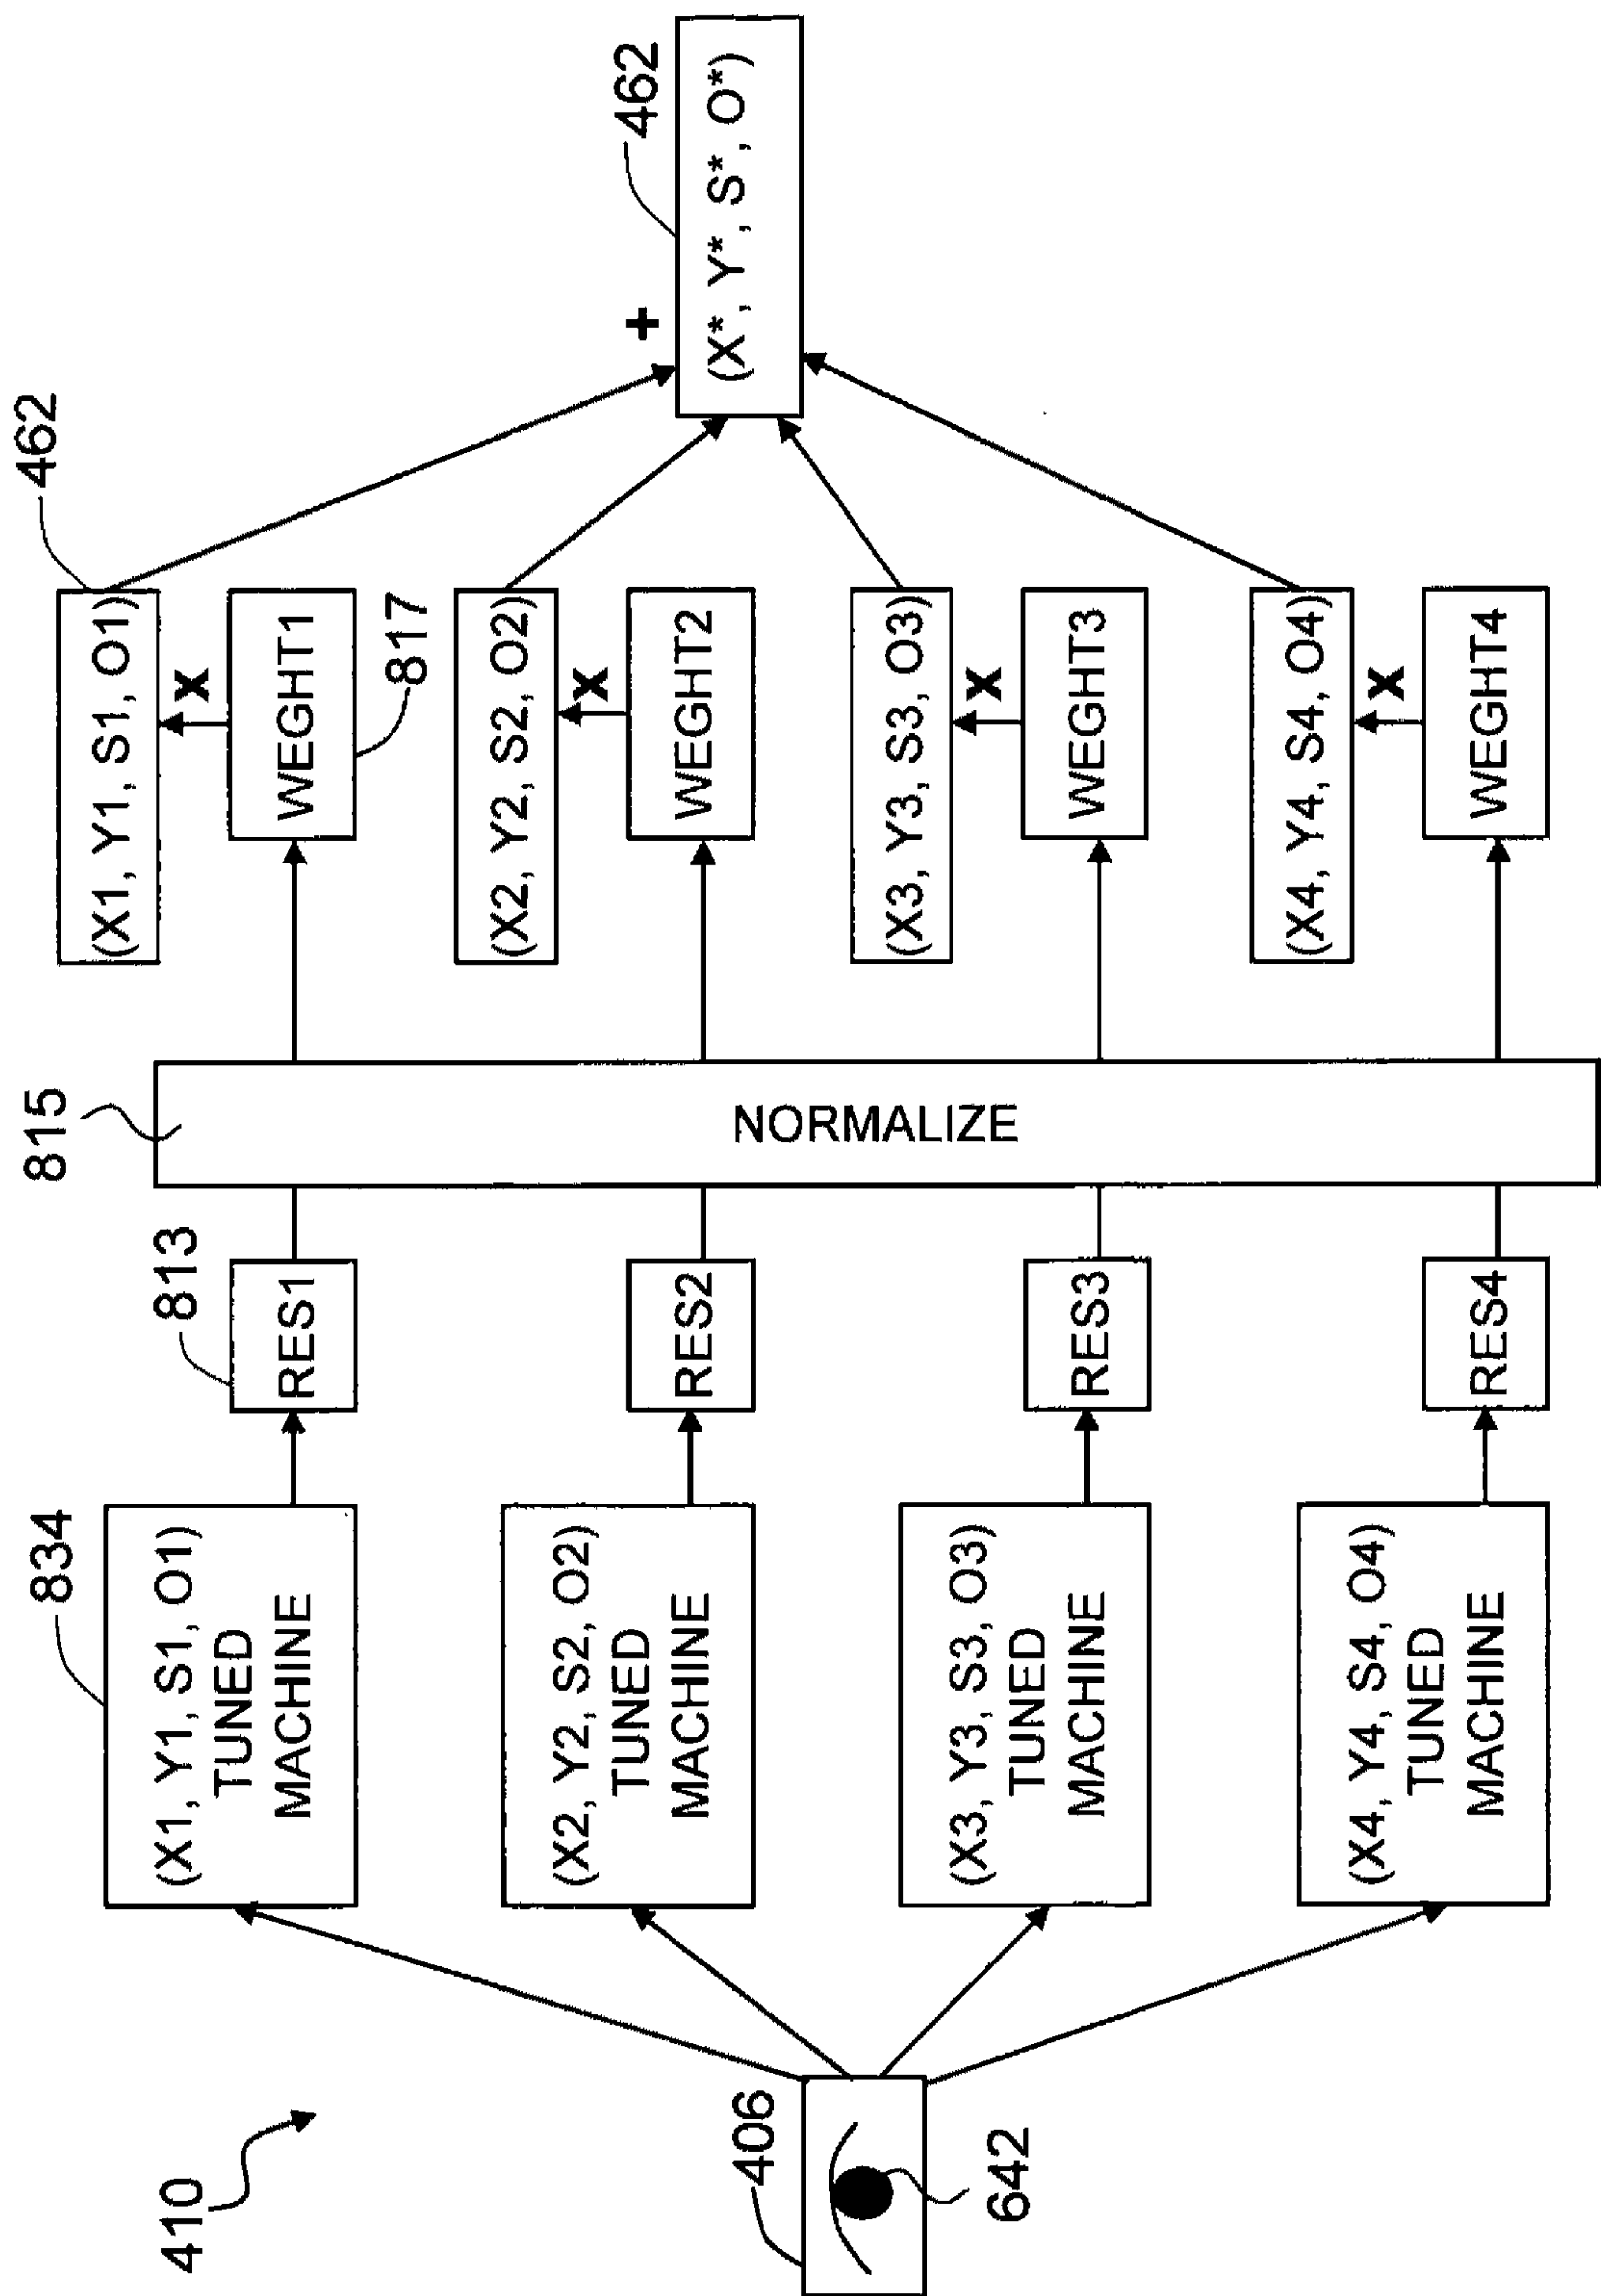 410
406
642
834
(X1, Y1, S1, O1)
TUNED
MACHINE
(X2, Y2, S2, O2)
TUNED
MACHINE
(X3, Y3, S3, O3)
TUNED
MACHINE
(X4, Y4, S4, O4)
TUNED
MACHINE
813
RES1
RES2
RES3
RES4
815
NORMALIZE
462
(X1, Y1, S1, O1)
X
WEGHT1
817
(X2, Y2, S2, O2)
X
WEGHT2
(X3, Y3, S3, O3)
X
WEGHT3
(X4, Y4, S4, O4)
X
WEGHT4
+
462
(X*, Y*, S*, O*)